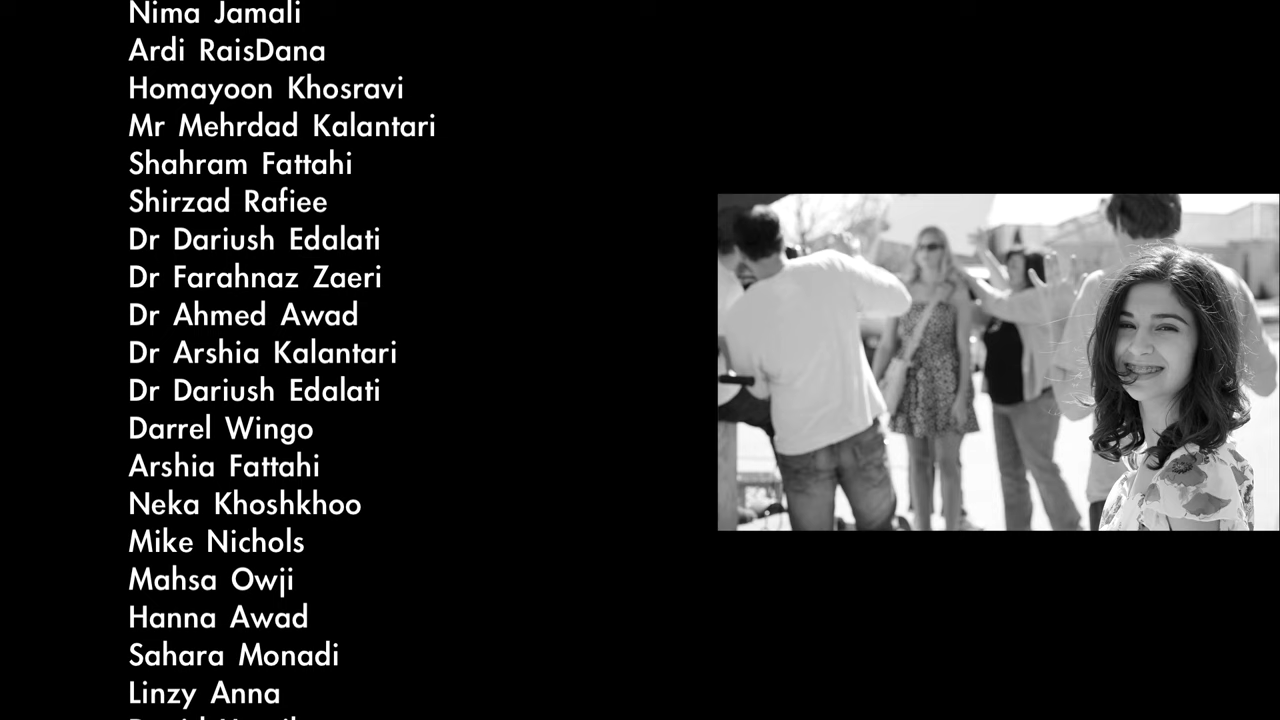 Nima Jamali
Ardi RaisDana
Homayoon Khosravi
Mr Mehrdad Kalantari
Shahram Fattahi
Shirzad Rafiee
Dr Dariush Edalati
Dr Farahnaz Zaeri
Dr Ahmed Awad
Dr Arshia Kalantari
Dr Dariush Edalati
Darrel Wingo
Arshia Fattahi
Neka Khoshkhoo
Mike Nichols
Mahsa Owji
Hanna Awad
Sahara Monadi
Linzy Anna